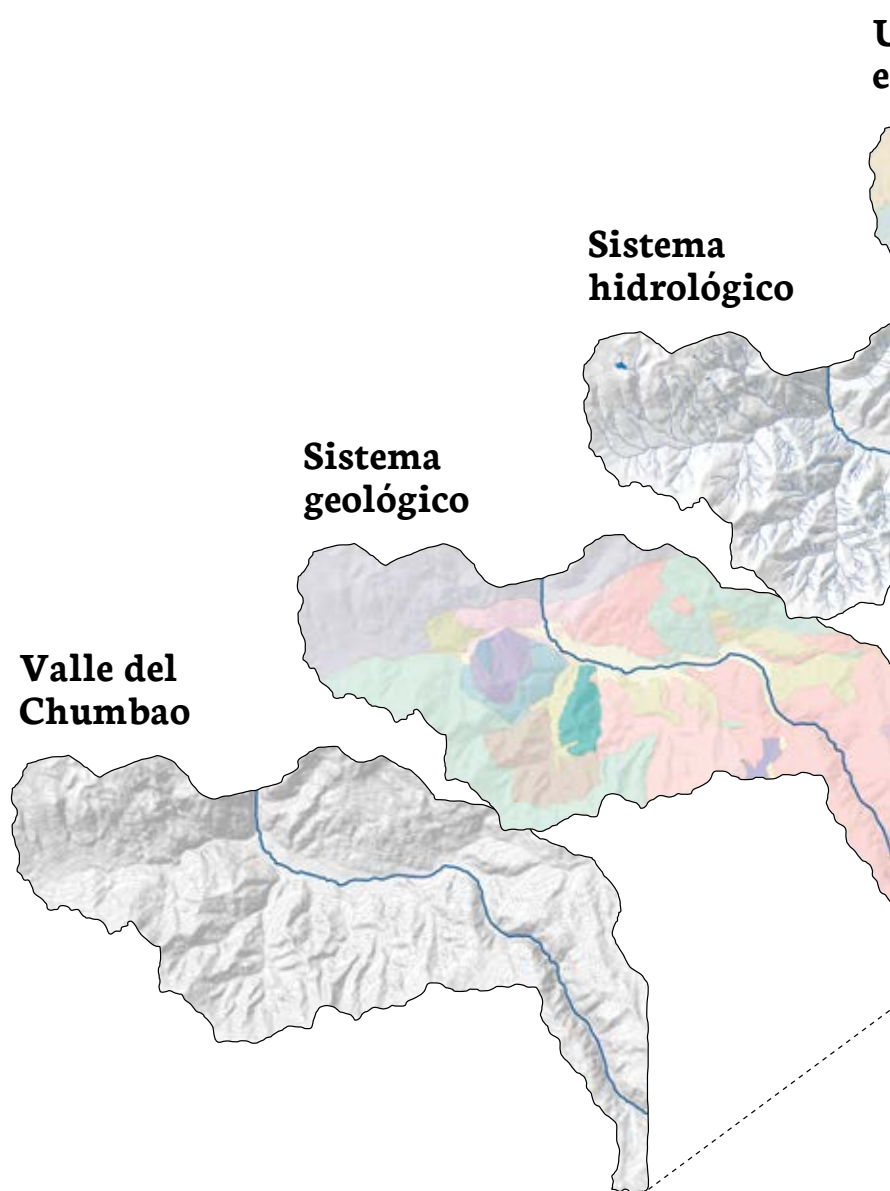 U
e
Sistema
hidrológico
Sistema
geológico
Valle del
Chumbao